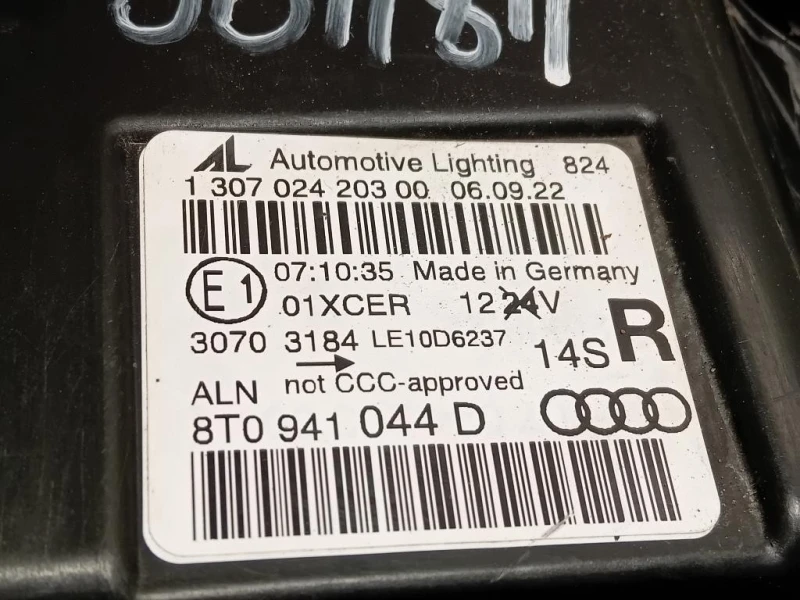 AL Automotive Lighting 824
1 307 024 203 00 06.09.22
E1 07:10:35 Made in Germany
01XCER 12 24V
3070 3184 LE10D6237 14S R
ALN not CCC-approved
8T0 941 044 D